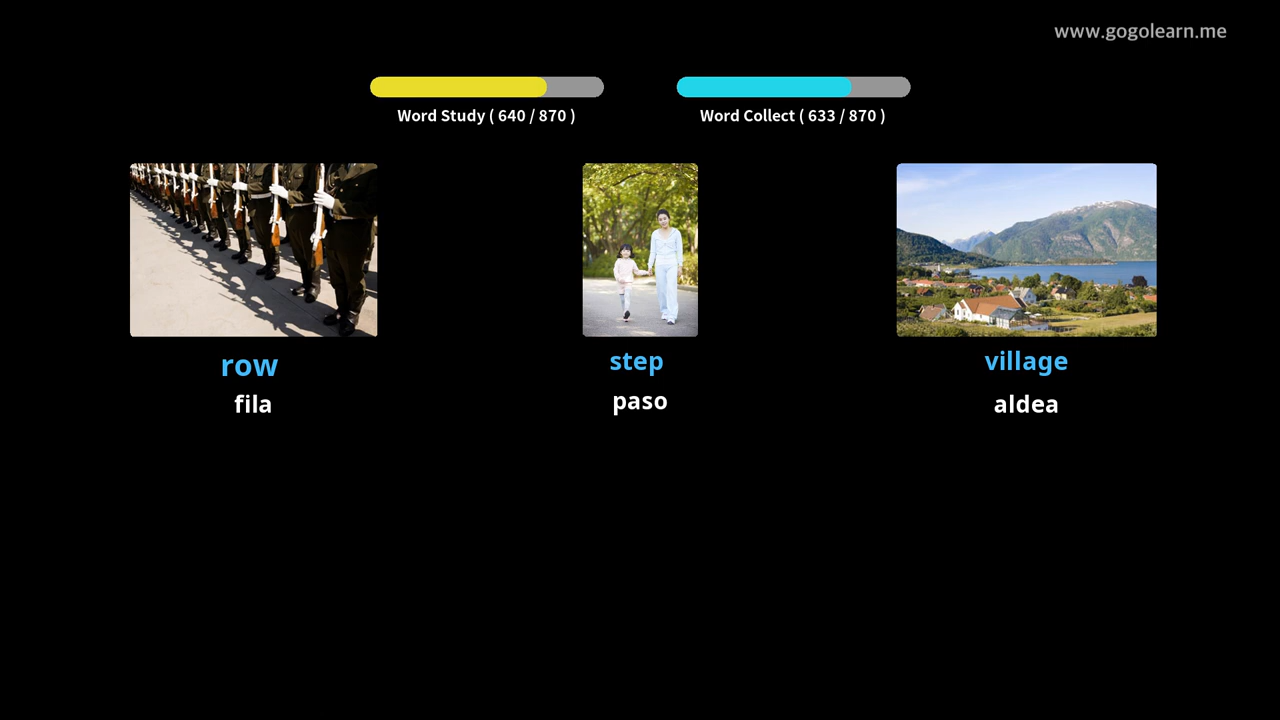 www.gogolearn.me
Word Study ( 640 / 870 )
Word Collect ( 633 / 870 )
row
step
village
fila
paso
aldea